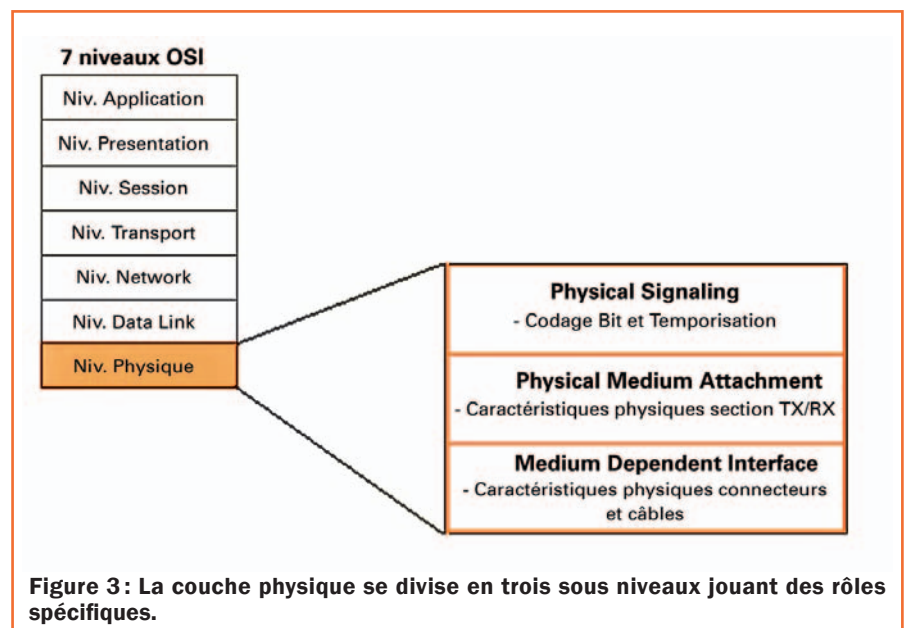 7 niveaux OSI
Niv. Application
Niv. Presentation
Niv. Session
Niv. Transport
Niv. Network
Niv. Data Link
Niv. Physique
Physical Signaling
- Codage Bit et Temporisation
Physical Medium Attachment
- Caractéristiques physiques section TX/RX
Medium Dependent Interface
- Caractéristiques physiques connecteurs
et câbles
Figure 3: La couche physique se divise en trois sous niveaux jouant des rôles
spécifiques.